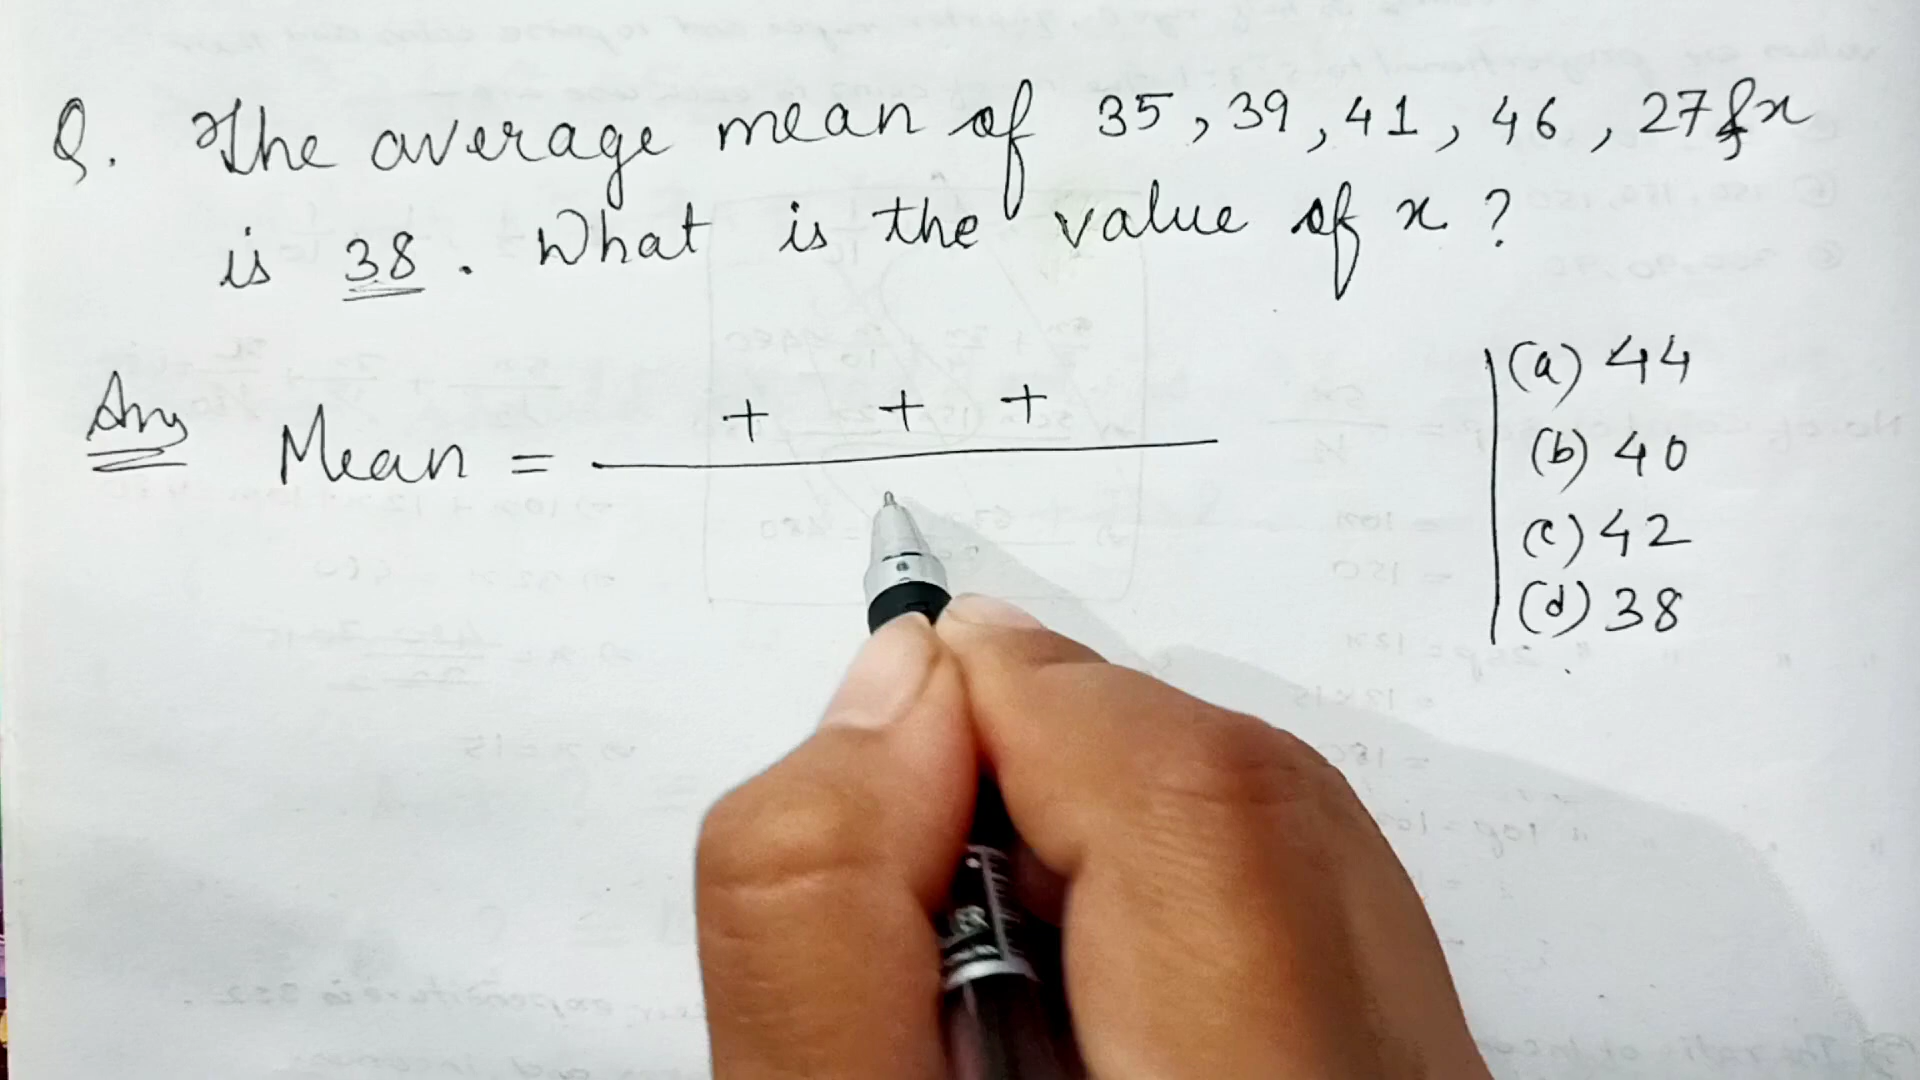 Q. The average mean of 35, 39, 41, 46, 27 & x
is 38. What is the value of x?
Ans Mean = + + +
(a) 44
(b) 40
(c) 42
(d) 38